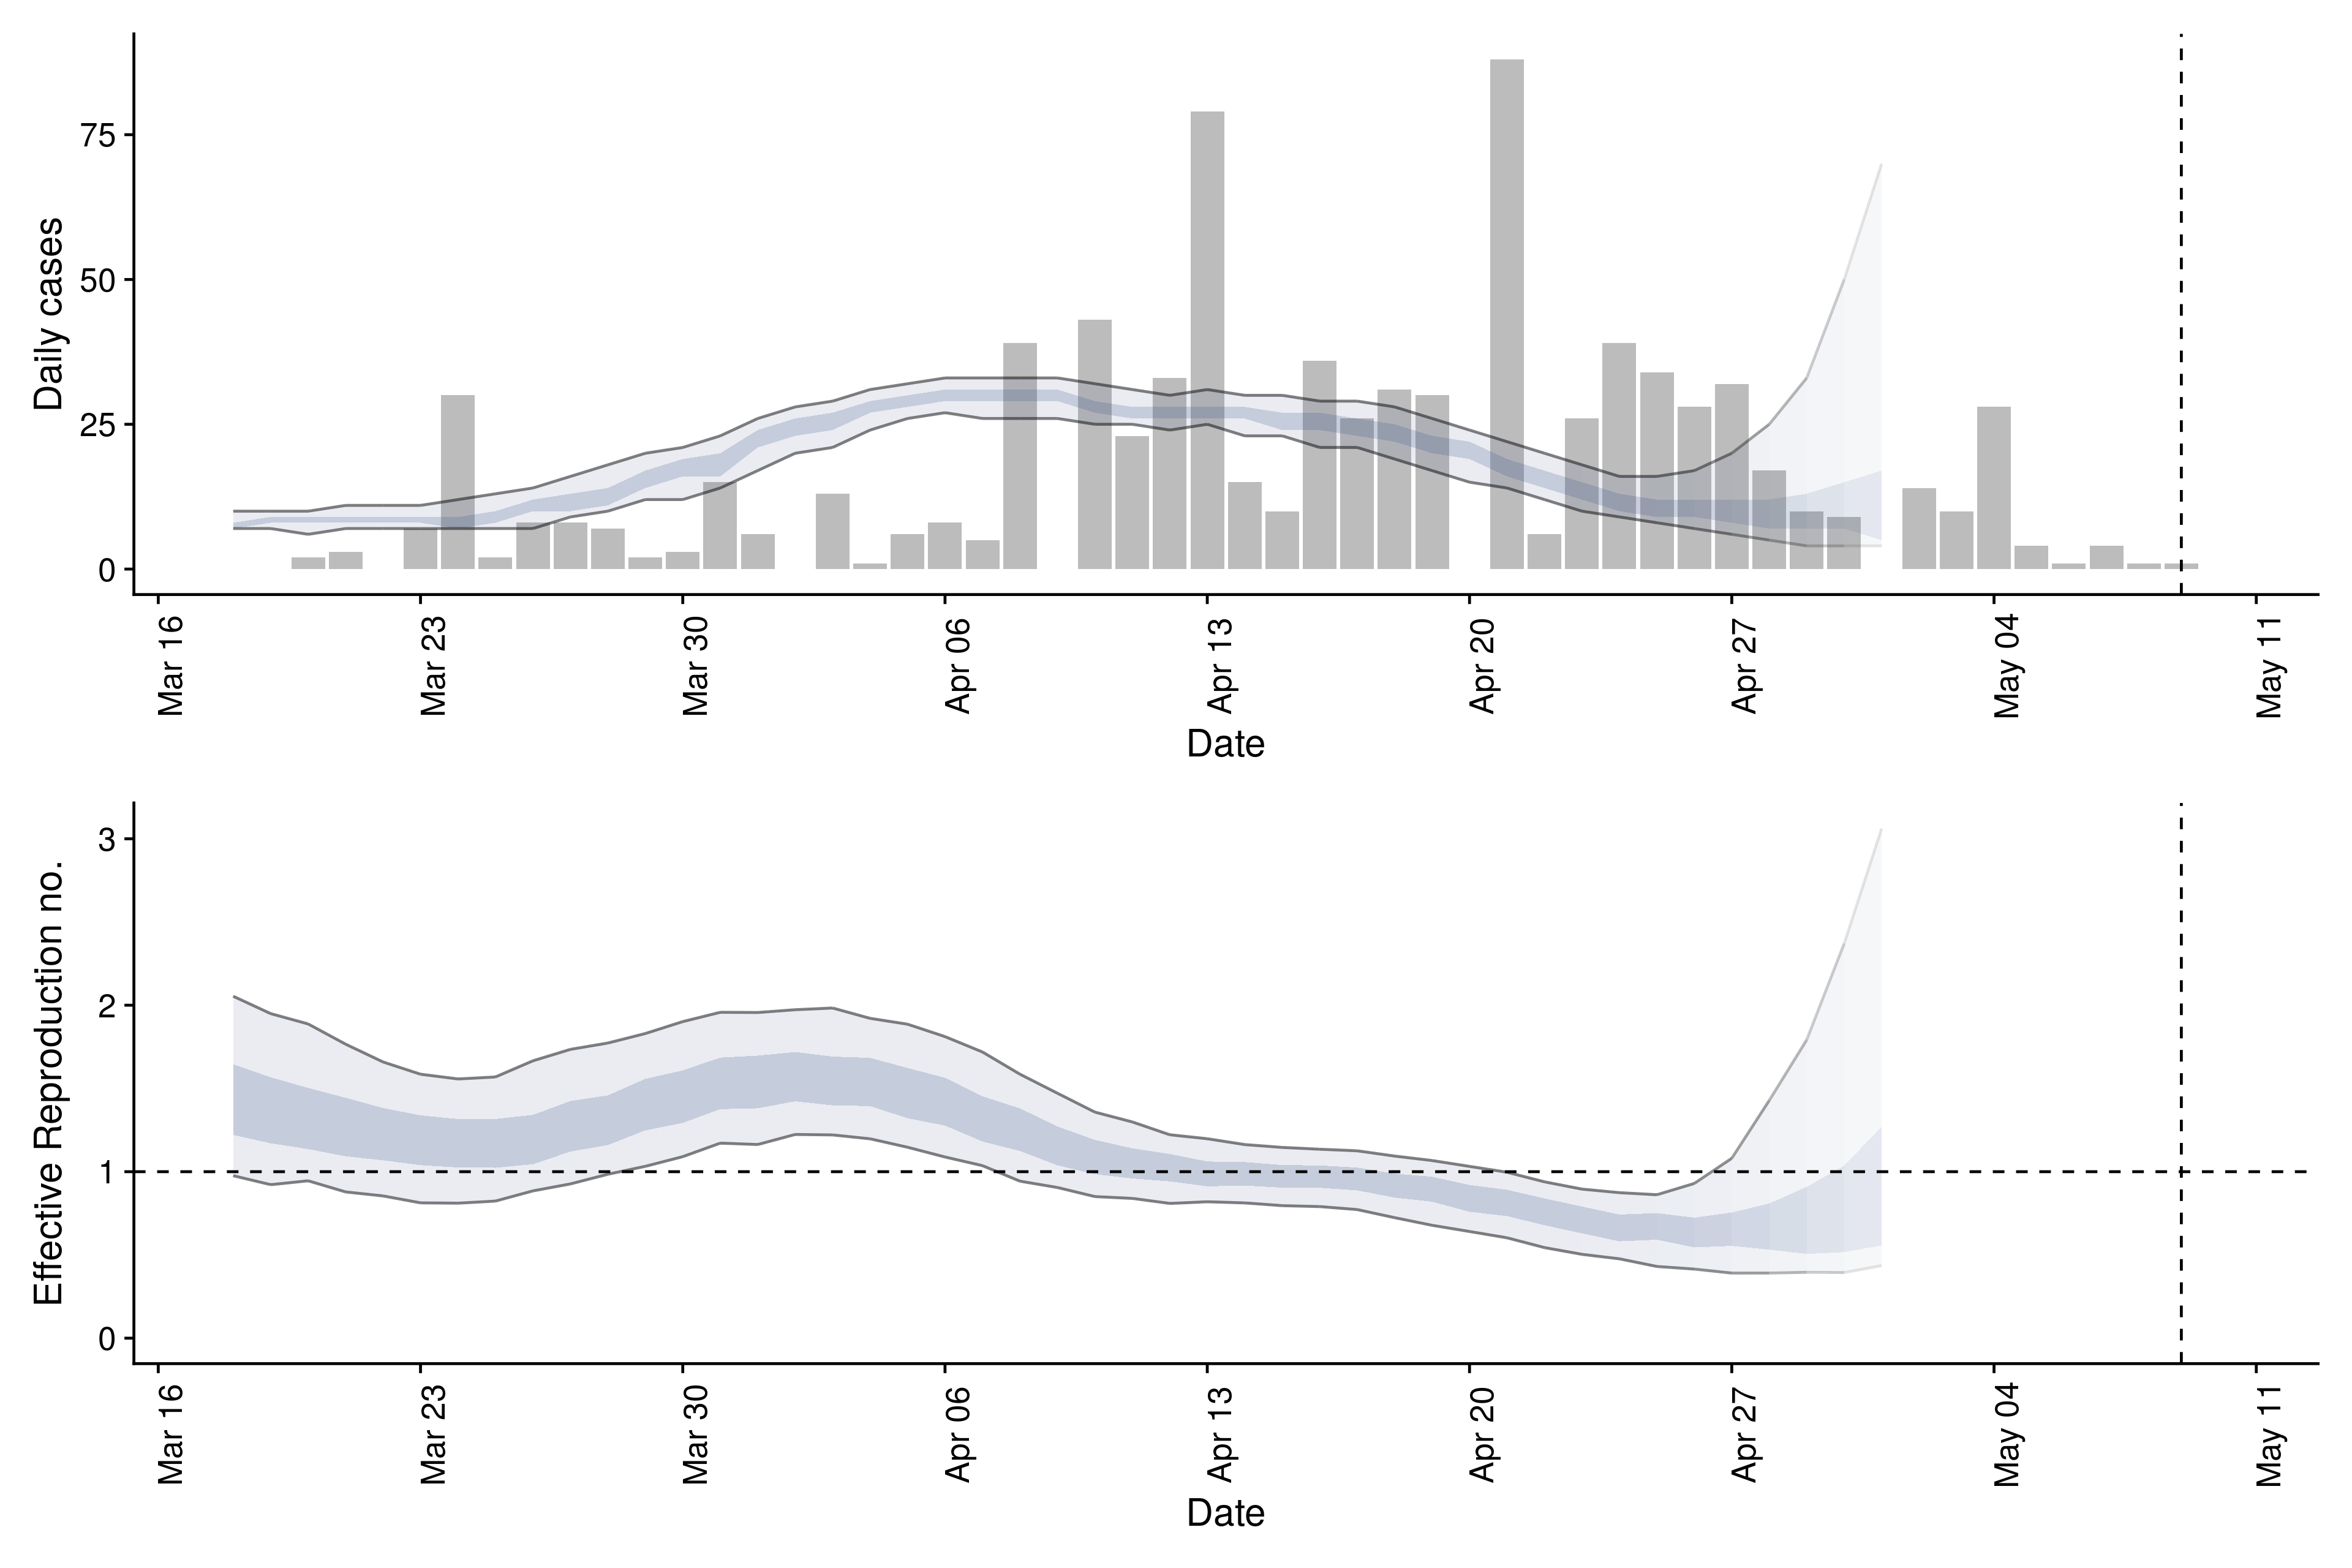 Daily cases
75
50
25
0
Mar 16
Mar 23
Mar 30
Apr 06
Apr 13
Apr 20
Apr 27
May 04
May 11
Date
Effective Reproduction no.
3
2
1
0
Mar 16
Mar 23
Mar 30
Apr 06
Apr 13
Apr 20
Apr 27
May 04
May 11
Date